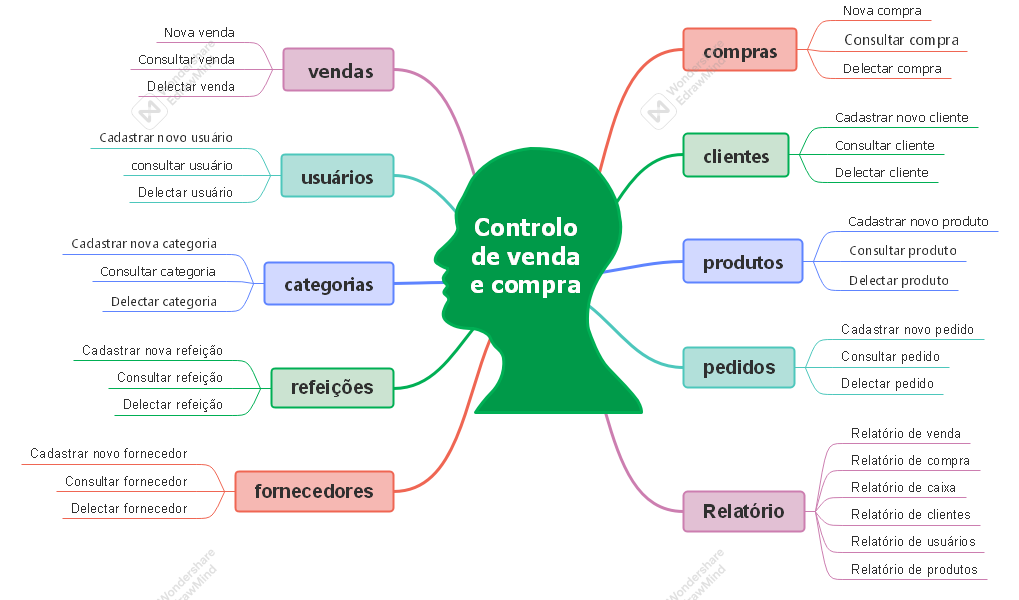 Controlo
de venda
e compra
vendas
Nova venda
Consultar venda
Delectar venda
usuários
Cadastrar novo usuário
consultar usuário
Delectar usuário
categorias
Cadastrar nova categoria
Consultar categoria
Delectar categoria
refeições
Cadastrar nova refeição
Consultar refeição
Delectar refeição
fornecedores
Cadastrar novo fornecedor
Consultar fornecedor
Delectar fornecedor
compras
Nova compra
Consultar compra
Delectar compra
clientes
Cadastrar novo cliente
Consultar cliente
Delectar cliente
produtos
Cadastrar novo produto
Consultar produto
Delectar produto
pedidos
Cadastrar novo pedido
Consultar pedido
Delectar pedido
Relatório
Relatório de venda
Relatório de compra
Relatório de caixa
Relatório de clientes
Relatório de usuários
Relatório de produtos
Wondershare
EdrawMind
Wondershare
EdrawMind
Wondershare
EdrawMind
Wondershare
EdrawMind